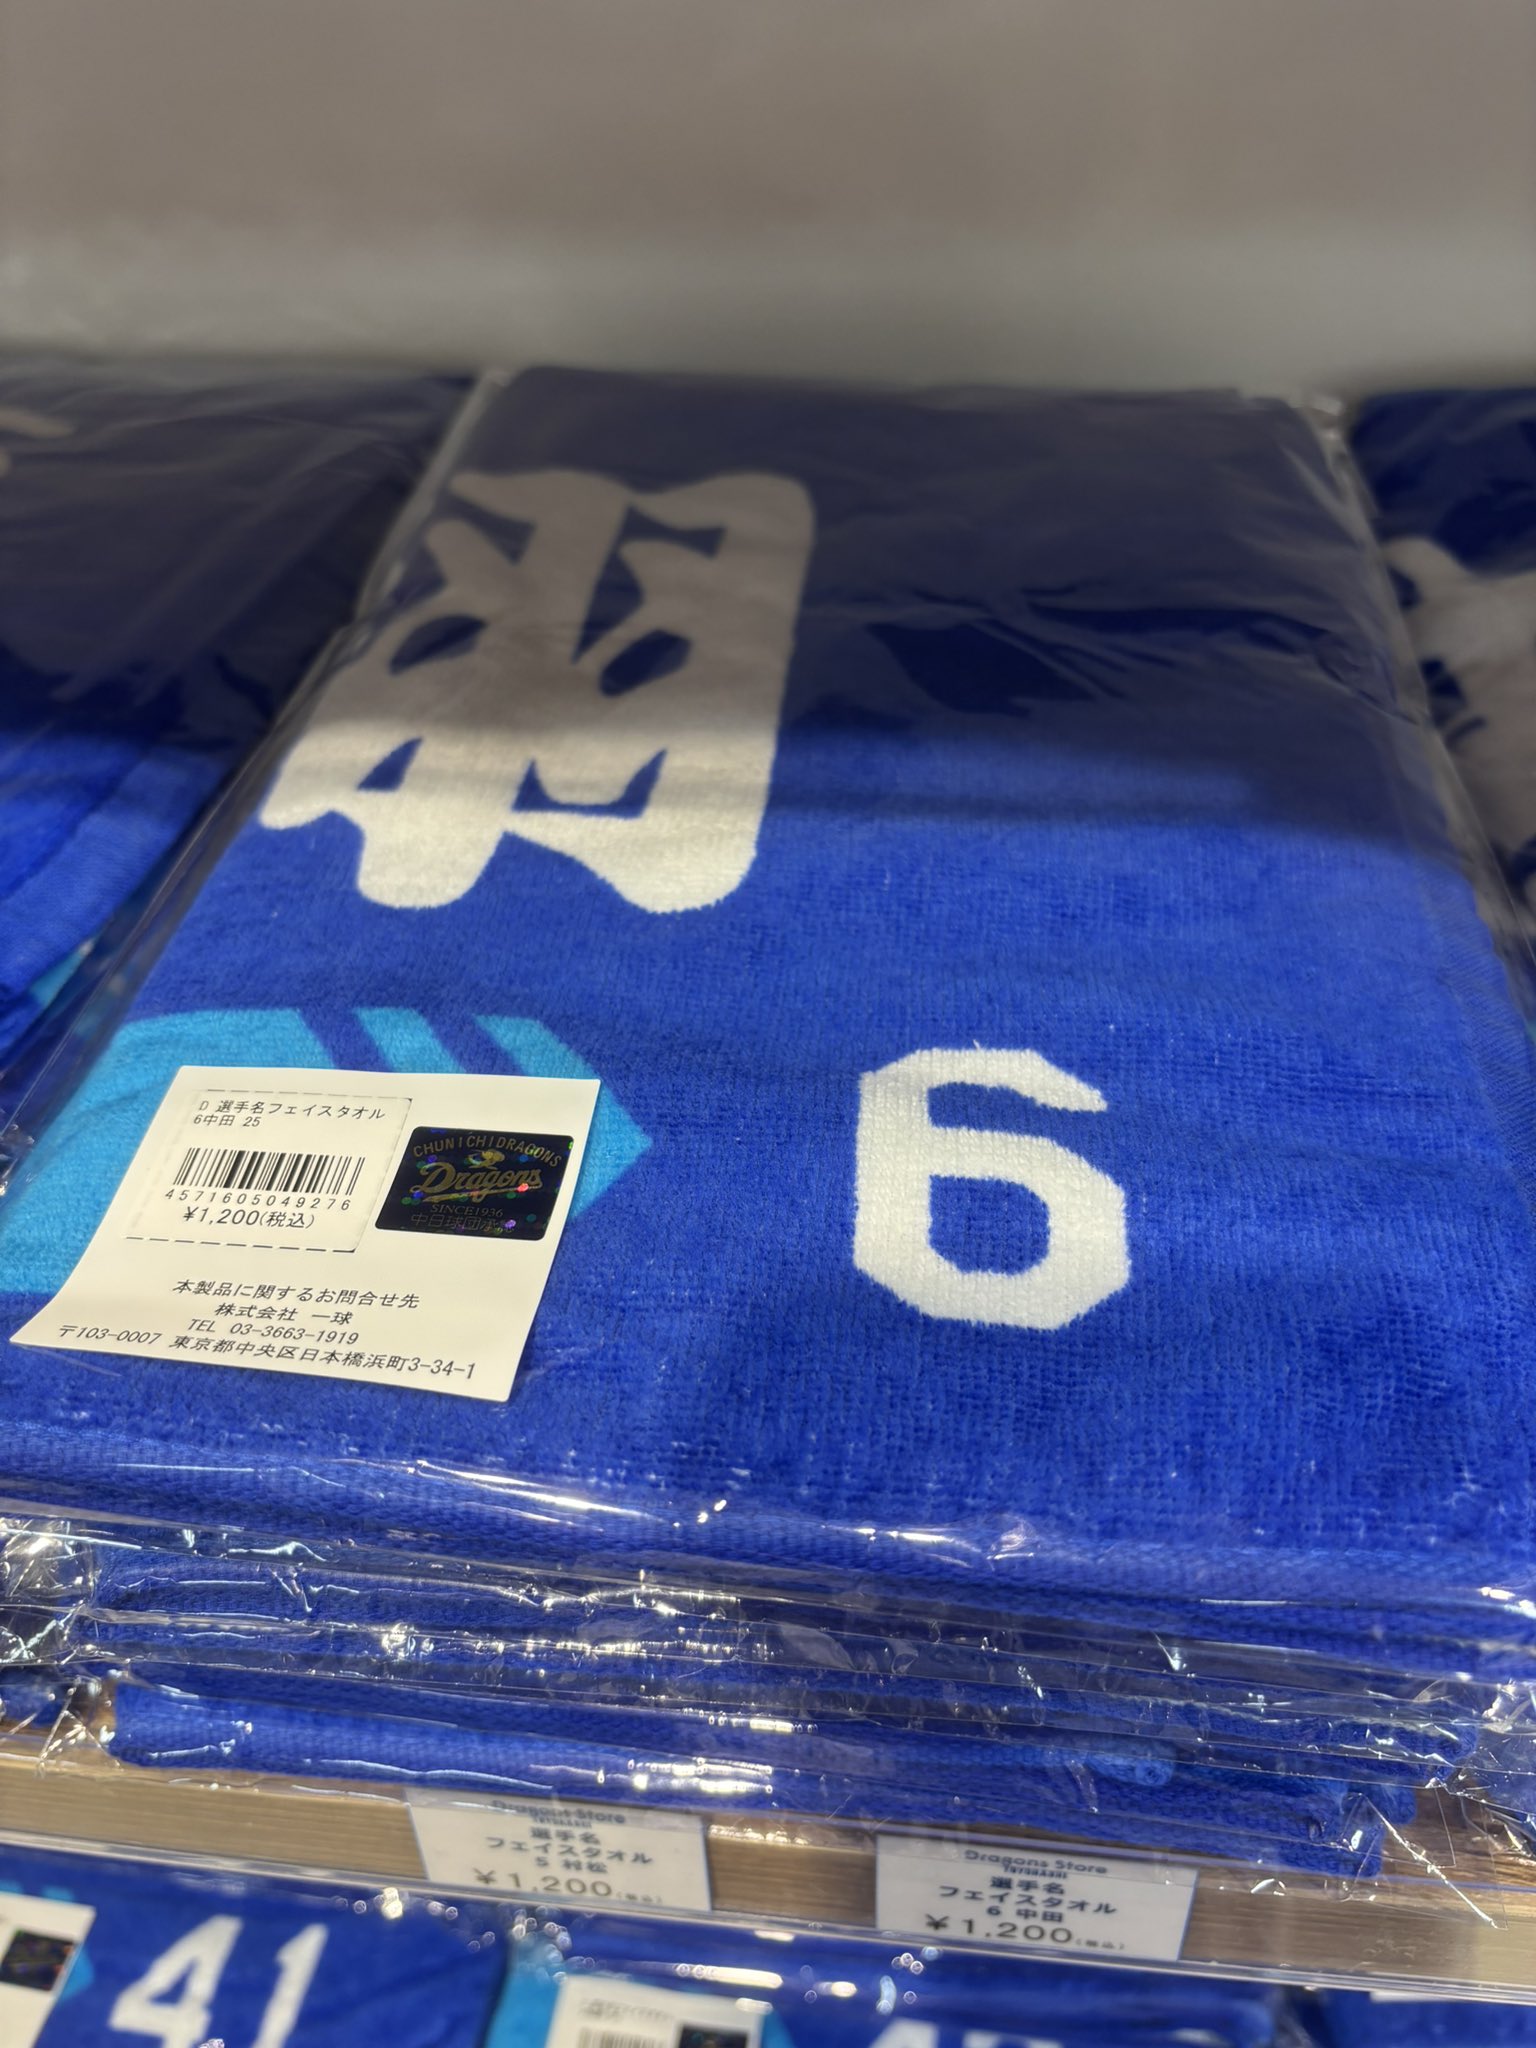 6
D 選手名フェイスタオル
6中田 25
4571605049276
¥1,200(税込)
CHUNICHI DRAGONS
Dragons
SINCE1936
本製品に関するお問合せ先
株式会社 一球
TEL 03-3663-1919
〒103-0007 東京都中央区日本橋浜町3-34-1
Dragons Store
選手名
フェイスタオル
5 村松
¥1,200(税込)
Dragons Store
選手名
フェイスタオル
6 中田
¥1,200(税込)
41